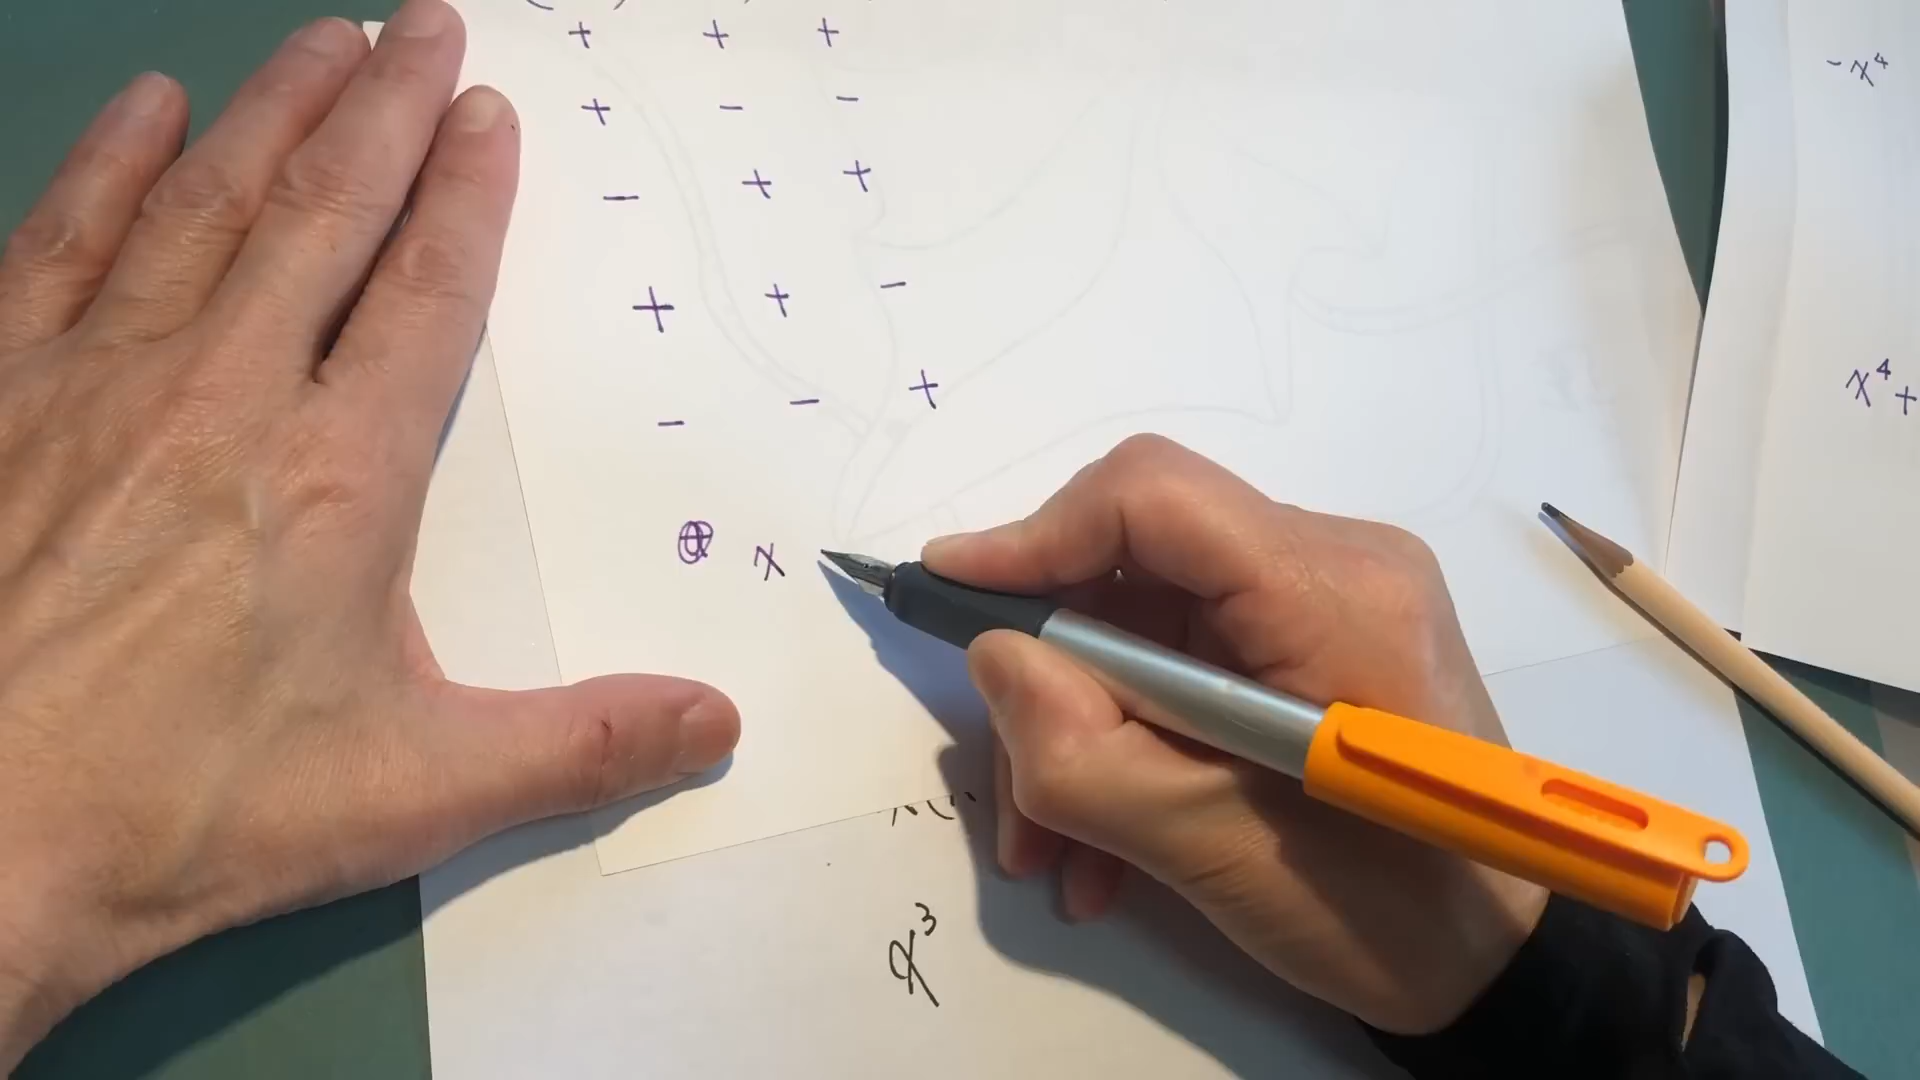 + + +
+ - -
- + +
+ + -
- - +
x
x³
-x⁴
x⁴+